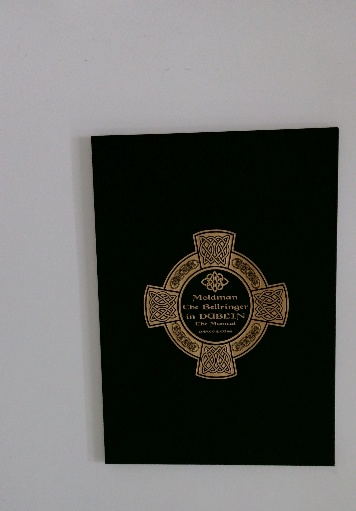 Moldman
The Bellringer
in DUBLIN
The Manual